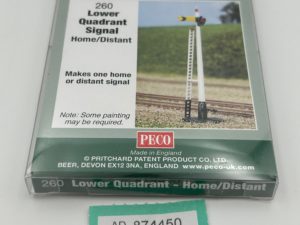 260
Lower
Quadrant
Signal
Home/Distant
Makes one home
or distant signal
Note: Some painting
may be required.
PECO
Made in England
© PRITCHARD PATENT PRODUCT CO. LTD.
BEER, DEVON EX12 3NA, England. www.peco-uk.com
260 Lower Quadrant - Home/Distant
AD 874450